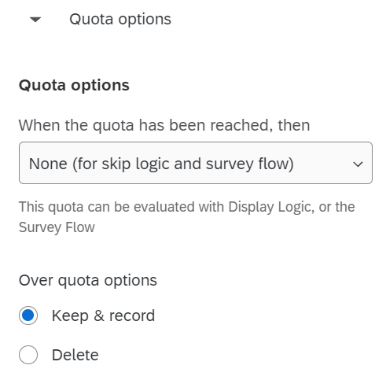 Quota options
Quota options
When the quota has been reached, then
None (for skip logic and survey flow)
This quota can be evaluated with Display Logic, or the
Survey Flow
Over quota options
Keep & record
Delete